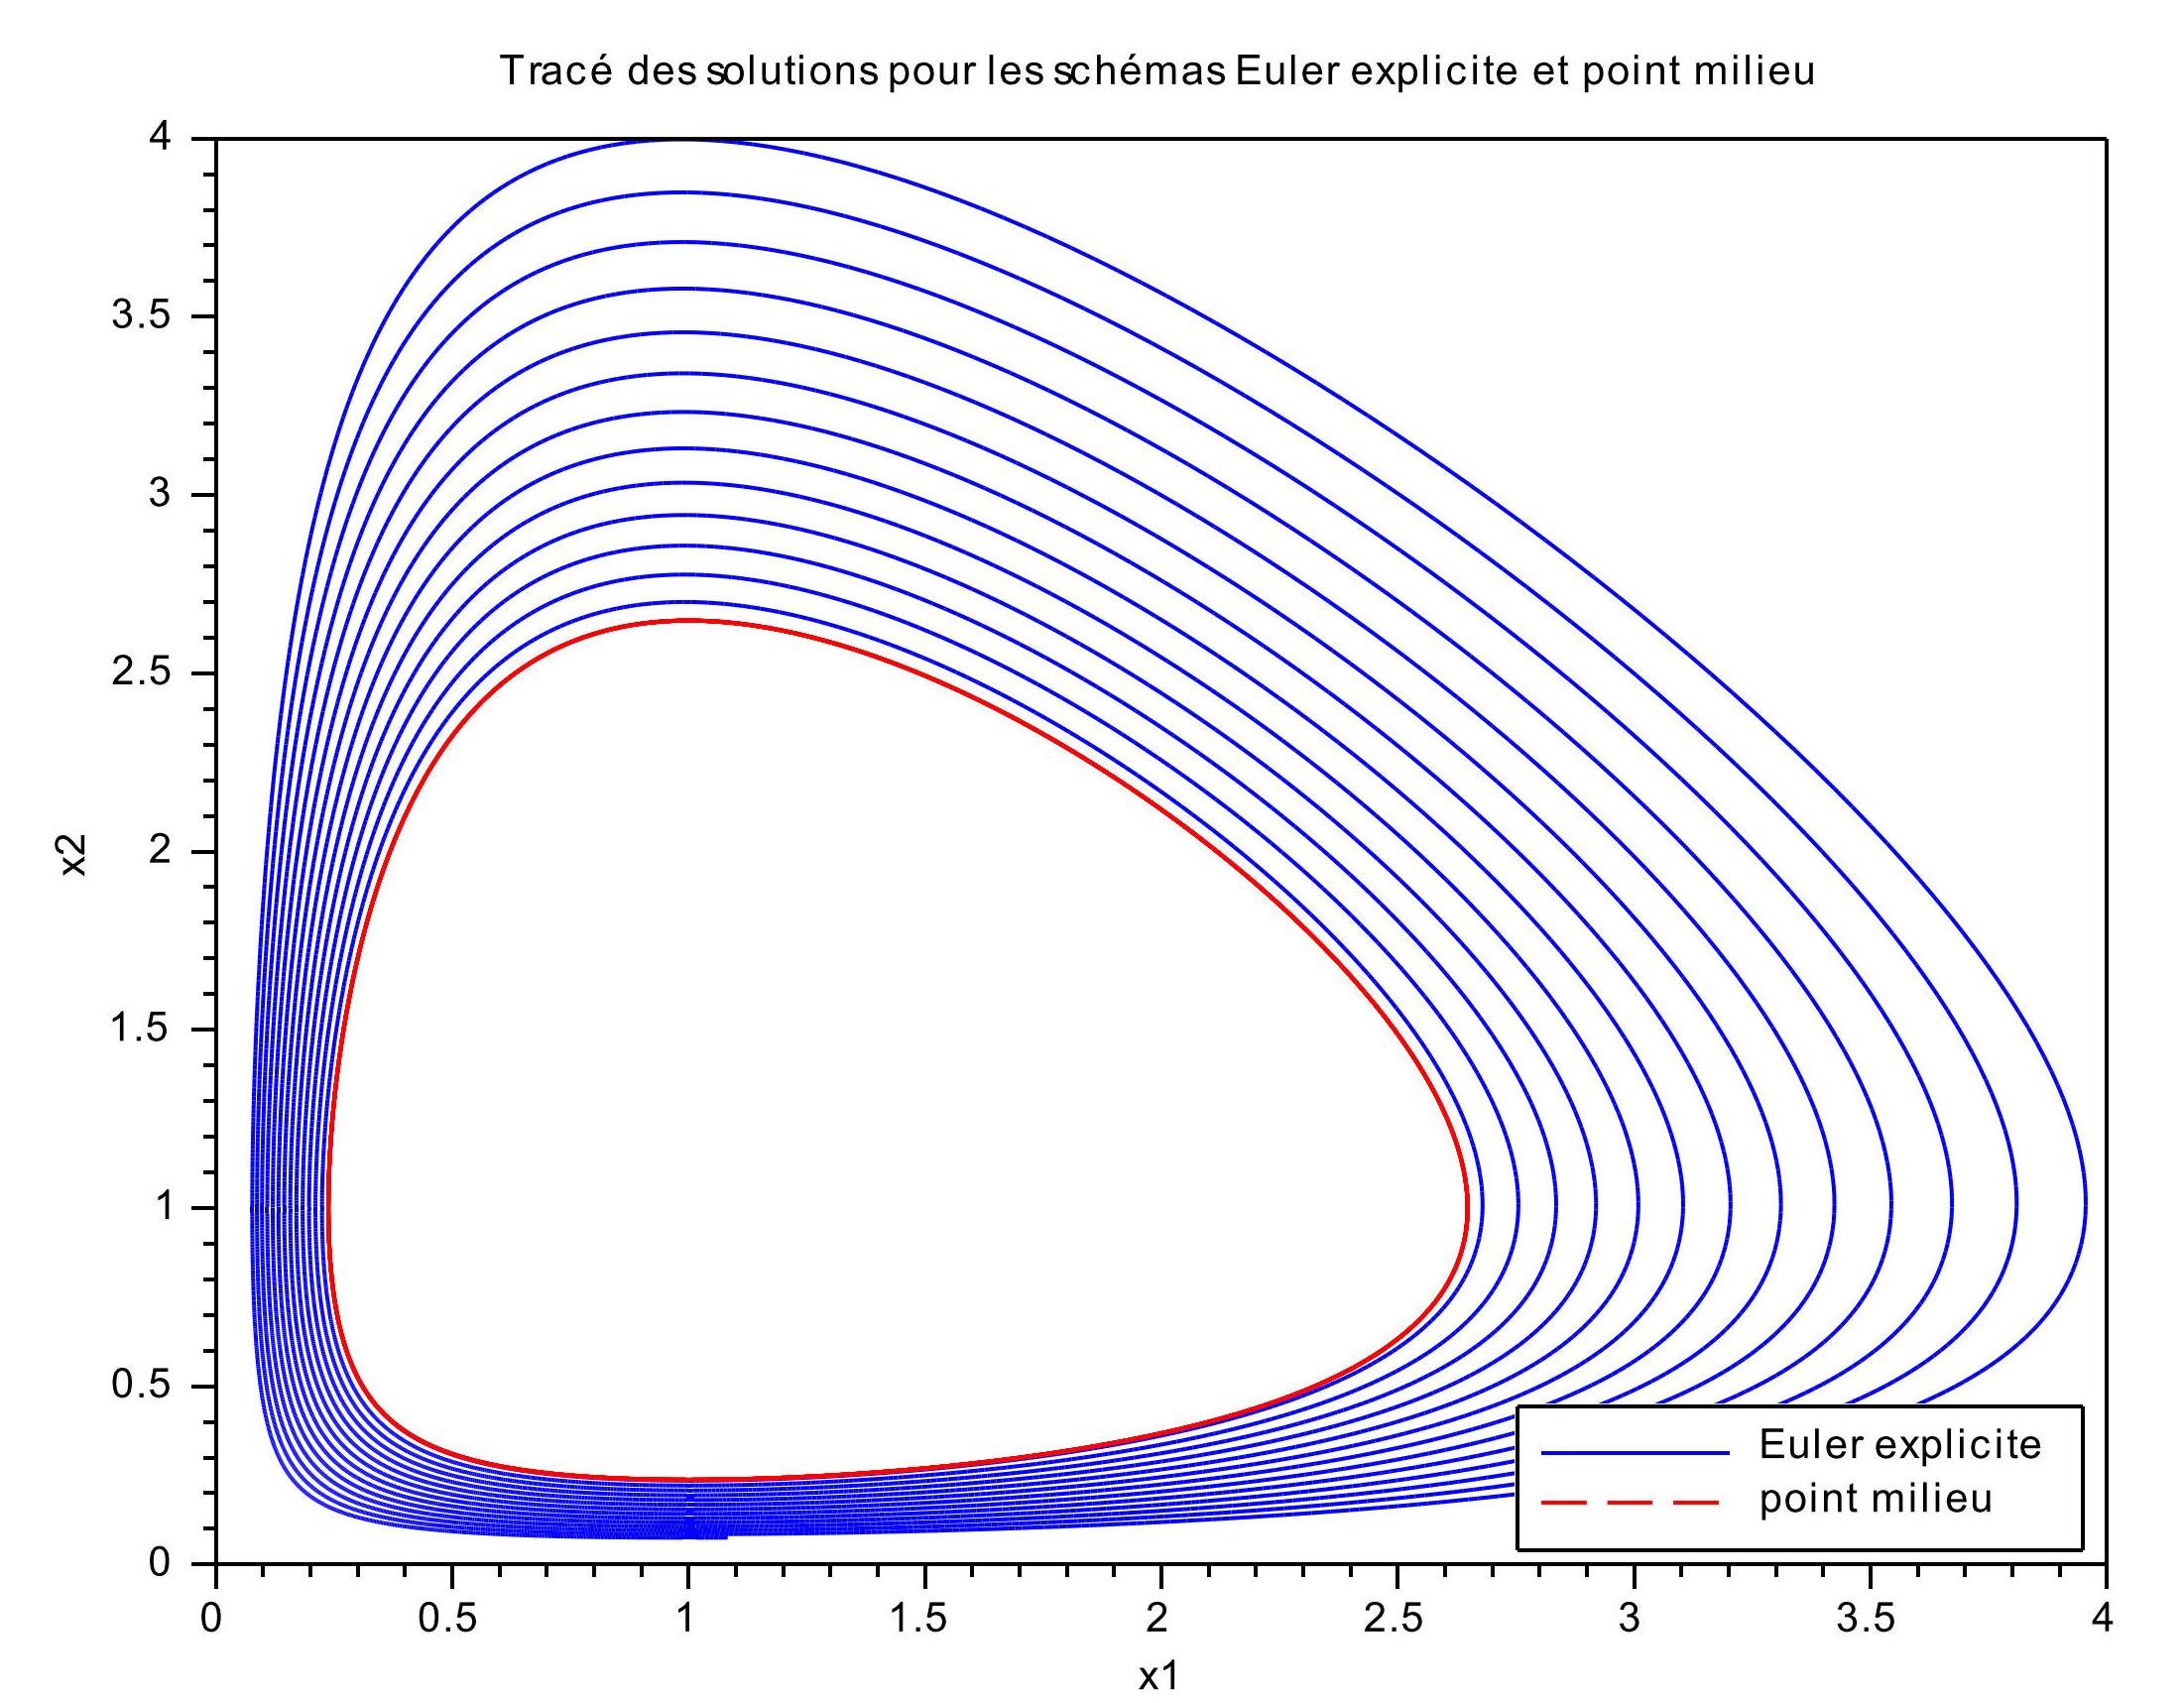 Tracé des solutions pour les schémas Euler explicite et point milieu
4
3.5
3
2.5
2
1.5
1
0.5
0
x2
0 0.5 1 1.5 2 2.5 3 3.5 4
x1
Euler explicite
point milieu